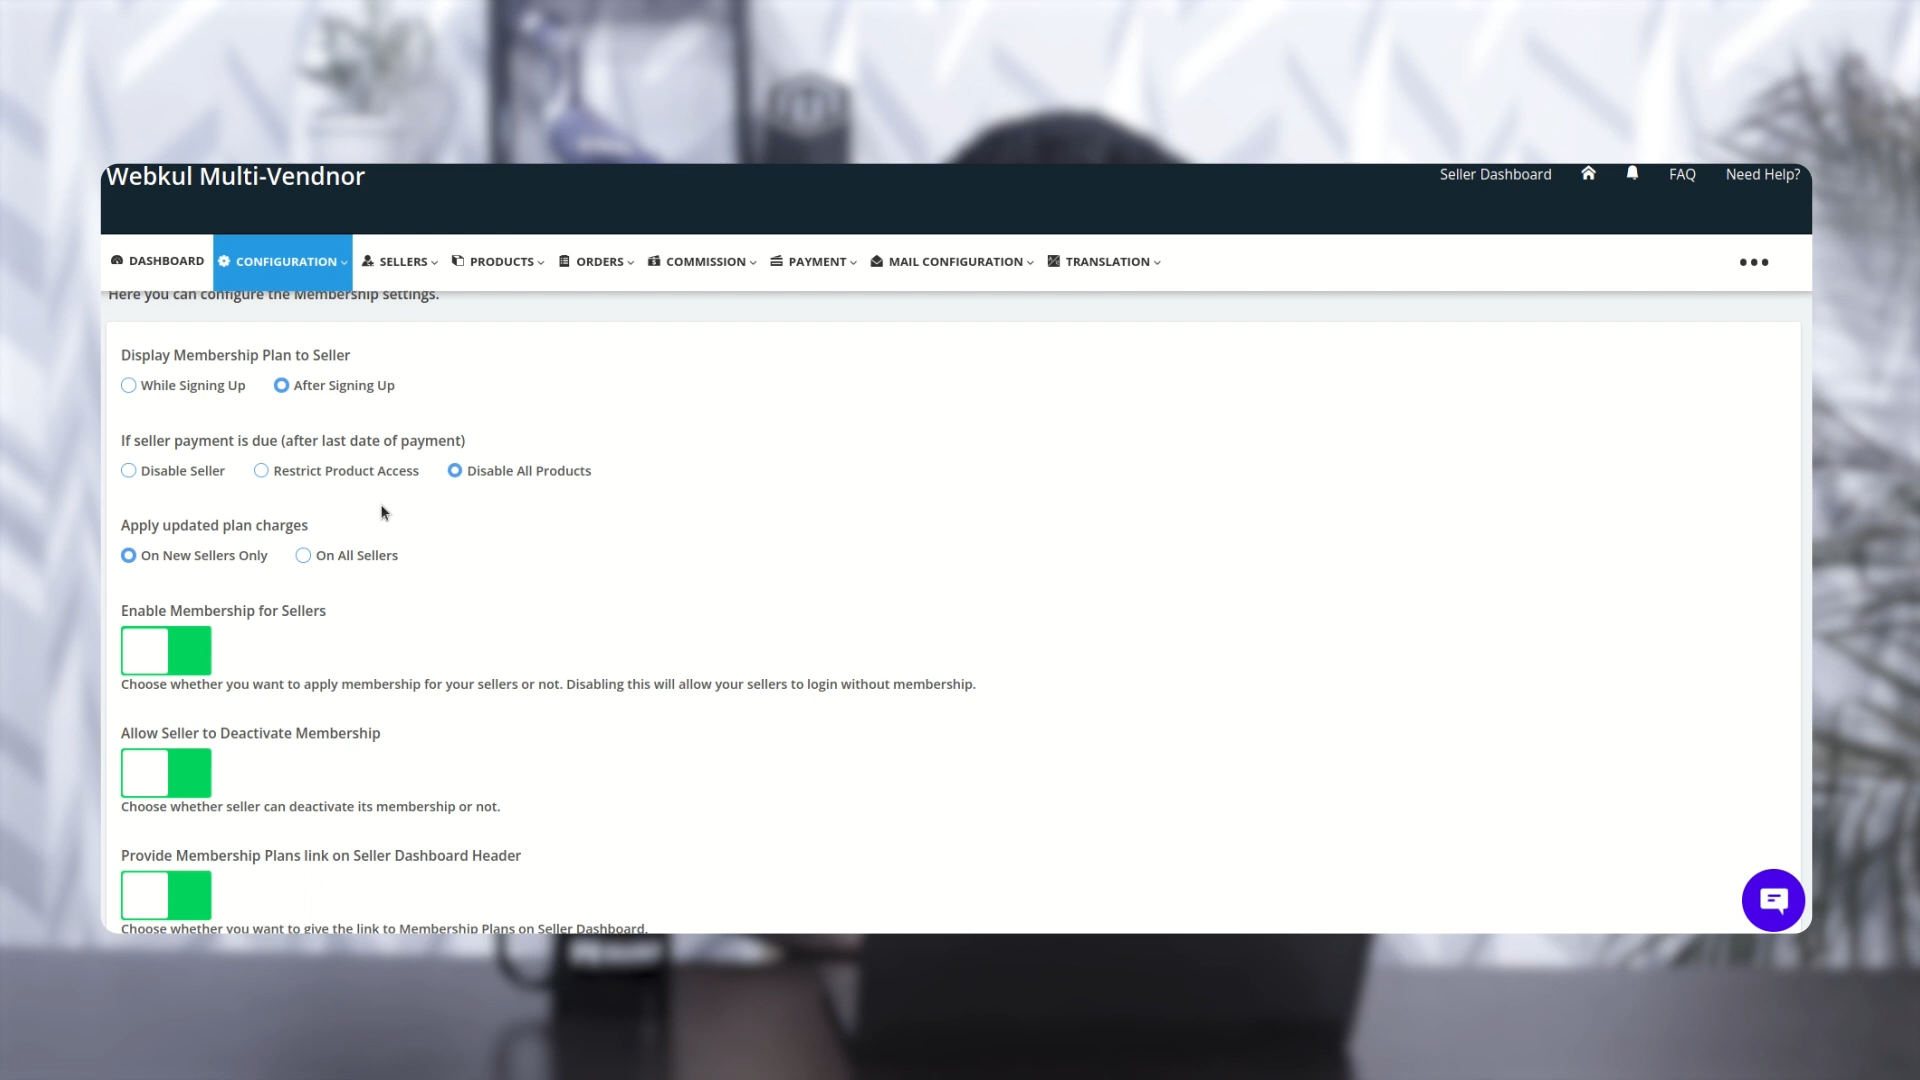 Webkul Multi-Vendnor
Seller Dashboard FAQ Need Help?
DASHBOARD CONFIGURATION SELLERS PRODUCTS ORDERS COMMISSION PAYMENT MAIL CONFIGURATION TRANSLATION
Here you can configure the Membership settings.
Display Membership Plan to Seller
While Signing Up After Signing Up
If seller payment is due (after last date of payment)
Disable Seller Restrict Product Access Disable All Products
Apply updated plan charges
On New Sellers Only On All Sellers
Enable Membership for Sellers
Choose whether you want to apply membership for your sellers or not. Disabling this will allow your sellers to login without membership.
Allow Seller to Deactivate Membership
Choose whether seller can deactivate its membership or not.
Provide Membership Plans link on Seller Dashboard Header
Choose whether you want to give the link to Membership Plans on Seller Dashboard.